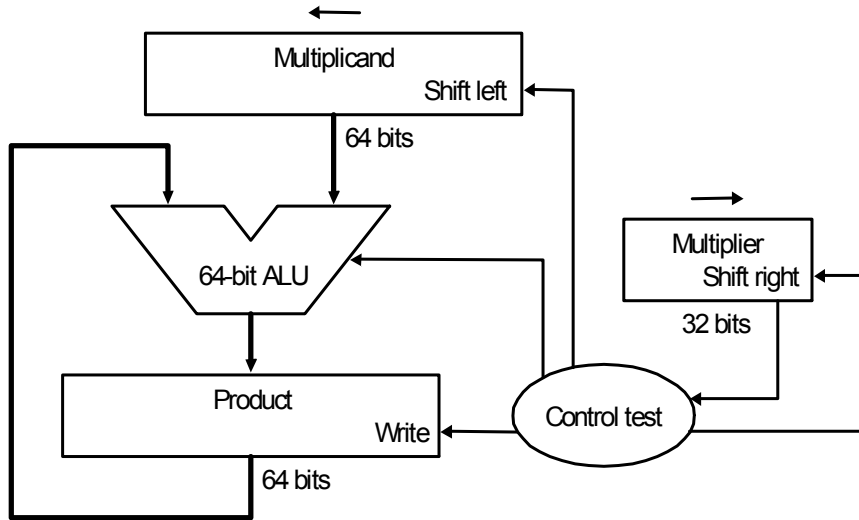 Multiplicand
Shift left
64 bits
64-bit ALU
Multiplier
Shift right
32 bits
Product
Write
Control test
64 bits